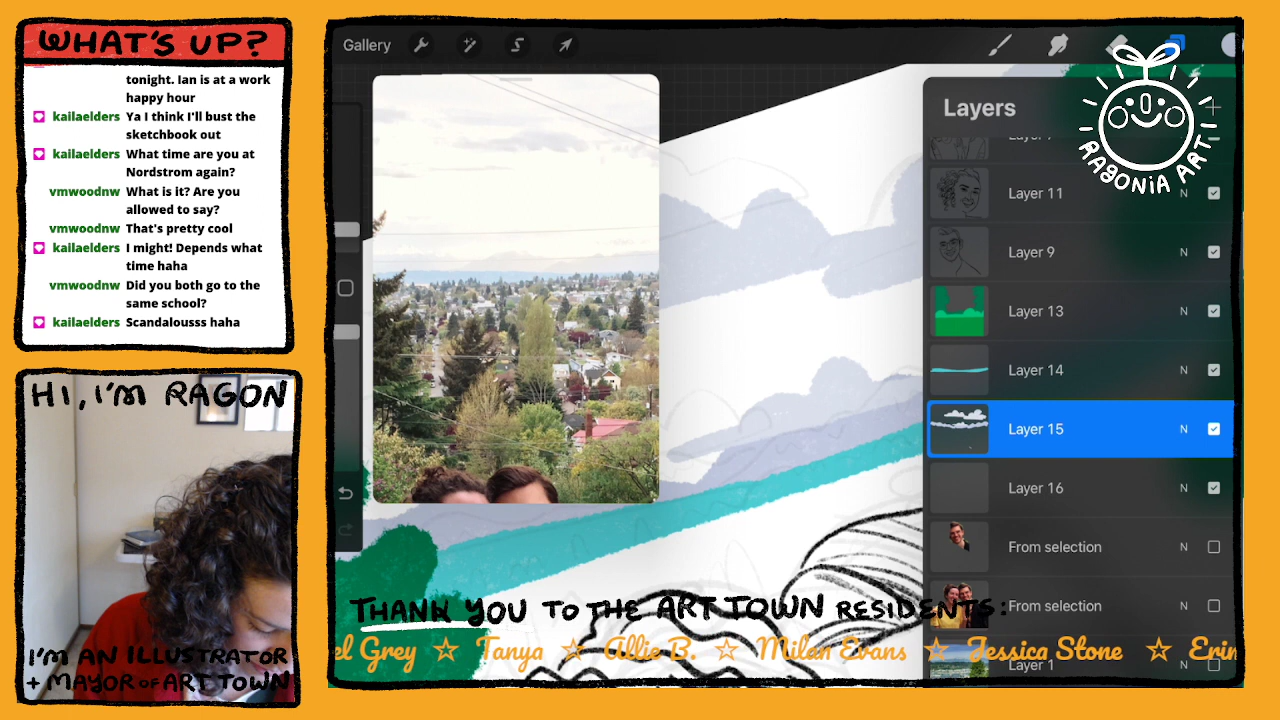 WHAT'S UP?
tonight. Ian is at a work
happy hour
kailaelders Ya I think I'll bust the
sketchbook out
kailaelders What time are you at
Nordstrom again?
vmwoodnw What is it? Are you
allowed to say?
vmwoodnw That's pretty cool
kailaelders I might! Depends what
time haha
vmwoodnw Did you both go to the
same school?
kailaelders Scandalousss haha
HI, I'M RAGON
I'M AN ILLUSTRATOR
+ MAYOR OF ART TOWN
Gallery
Layers
RAGONIA ART
Layer 11 N
Layer 9 N
Layer 13 N
Layer 14 N
Layer 15 N
Layer 16 N
From selection N
From selection N
Layer 1 N
THANK YOU TO THE ART TOWN RESIDENTS:
el Grey ☆ Tanya ☆ Allie B. ☆ Milan Evans ☆ Jessica Stone ☆ Erin